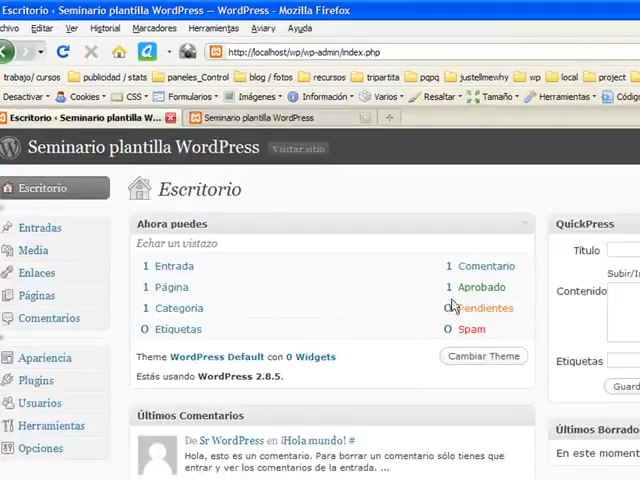 Escritorio ‹ Seminario plantilla WordPress — WordPress - Mozilla Firefox
chivo Editar Ver Historial Marcadores Herramientas Aviary Ayuda
http://localhost/wp/wp-admin/index.php
trabajo/ cursos publicidad / stats paneles_Control blog / fotos recursos tripartita pqpq justellmewhy wp local project
Desactivar Cookies CSS Formularios Imágenes Información Varios Resaltar Tamaño Herramientas
Escritorio ‹ Seminario plantilla W... Seminario plantilla WordPress
Seminario plantilla WordPress Visitar sitio
Escritorio
Entradas
Media
Enlaces
Páginas
Comentarios
Apariencia
Plugins
Usuarios
Herramientas
Opciones
Escritorio
Ahora puedes
Echar un vistazo
1 Entrada 1 Comentario
1 Página 1 Aprobado
1 Categoría 0 Pendientes
0 Etiquetas 0 Spam
Theme WordPress Default con 0 Widgets Cambiar Theme
Estás usando WordPress 2.8.5.
Últimos Comentarios
De Sr WordPress en ¡Hola mundo! #
Hola, esto es un comentario. Para borrar un comentario sólo tienes que
entrar y ver los comentarios de la entrada. ...
QuickPress
Título
Subir/In
Contenido
Etiquetas
Guard
Últimos Borrado
En este moment